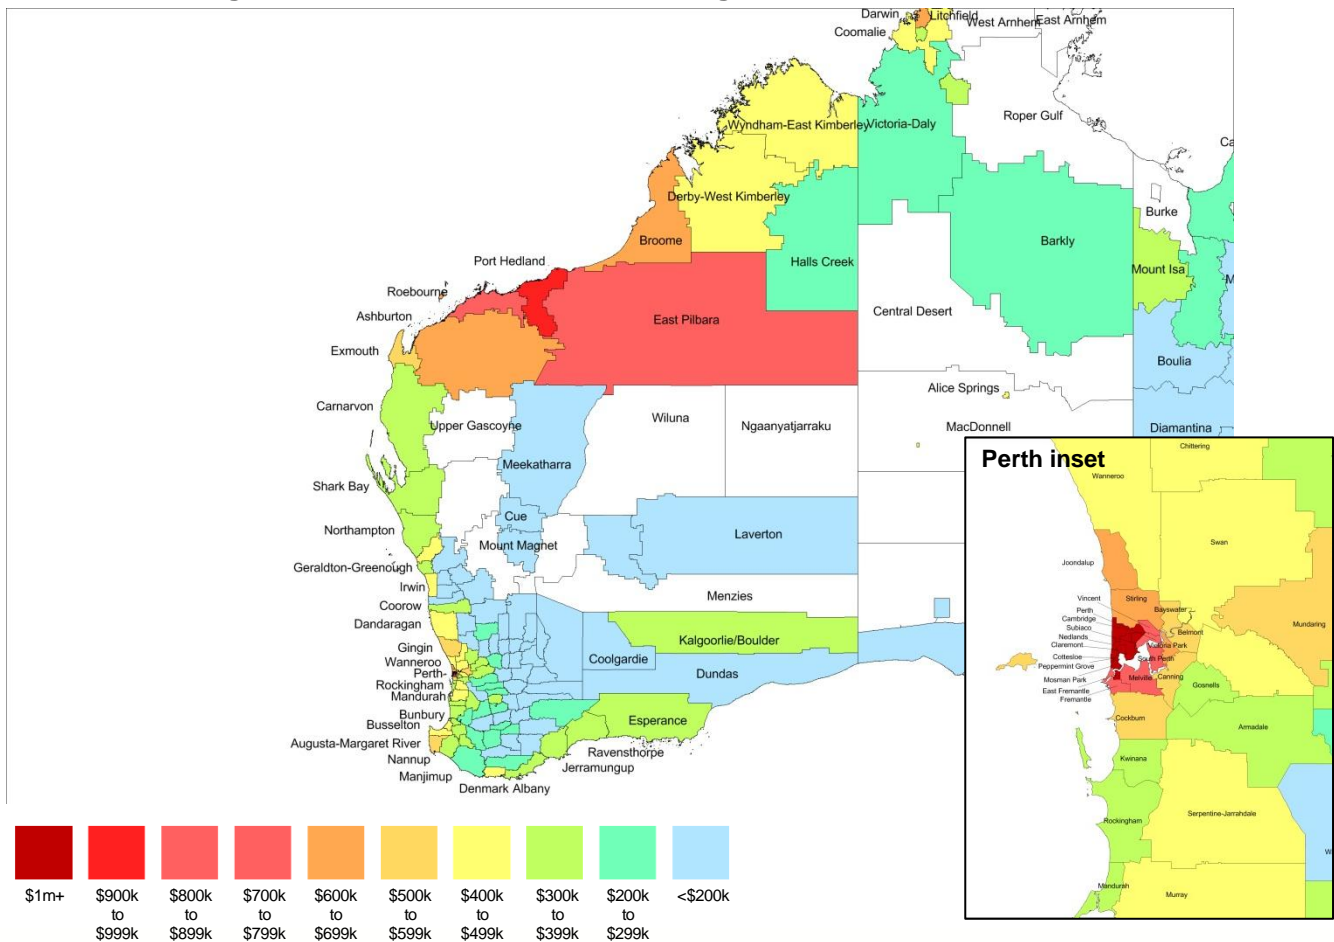 Darwin
Litchfield
West Arnhem
East Arnhem
Coomalie
Wyndham-East Kimberley
Victoria-Daly
Roper Gulf
Ca
Derby-West Kimberley
Burke
Broome
Barkly
Port Hedland
Halls Creek
Mount Isa
M
Roebourne
Ashburton
East Pilbara
Central Desert
Exmouth
Boulia
Alice Springs
Carnarvon
Wiluna
Upper Gascoyne
Ngaanyatjarraku
MacDonnell
Diamantina
Meekatharra
Shark Bay
Cue
Northampton
Laverton
Mount Magnet
Geraldton-Greenough
Irwin
Menzies
Coorow
Dandaragan
Kalgoorlie/Boulder
Gingin
Wanneroo
Coolgardie
Perth
Dundas
Rockingham
Mandurah
Bunbury
Esperance
Busselton
Augusta-Margaret River
Ravensthorpe
Nannup
Jerramungup
Manjimup
Denmark Albany
Perth inset
Chittering
Wanneroo
Swan
Joondalup
Vincent
Stirling
Perth
Bayswater
Cambridge
Mundaring
Subiaco
Belmont
Nedlands
Victoria Park
Claremont
Cottesloe
South Perth
Peppermint Grove
Mosman Park
Melville
Canning
East Fremantle
Gosnells
Fremantle
Cockburn
Armadale
Kwinana
Rockingham
Serpentine-Jarrahdale
W
Mandurah
Murray
$1m+
$900k
to
$999k
$800k
to
$899k
$700k
to
$799k
$600k
to
$699k
$500k
to
$599k
$400k
to
$499k
$300k
to
$399k
$200k
to
$299k
<$200k